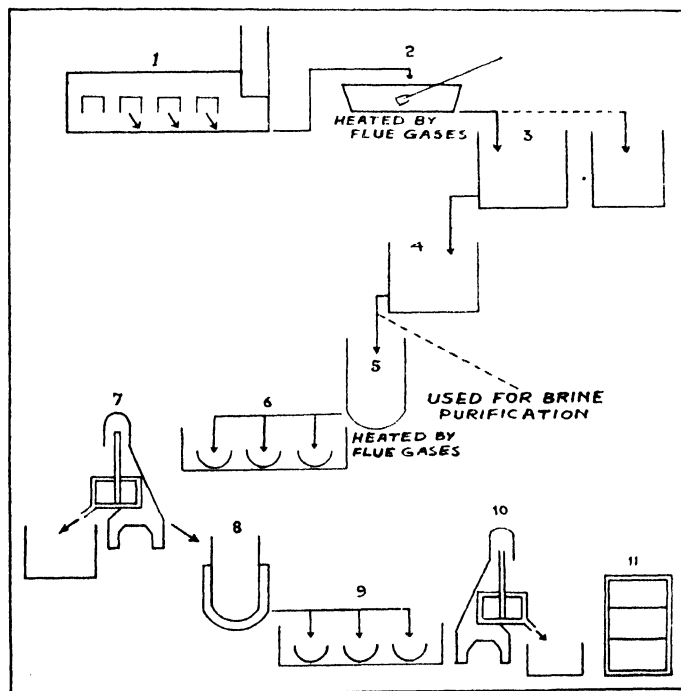 1
2
HEATED BY
FLUE GASES
3
4
5
USED FOR BRINE
PURIFICATION
6
HEATED BY
FLUE GASES
7
8
9
10
11